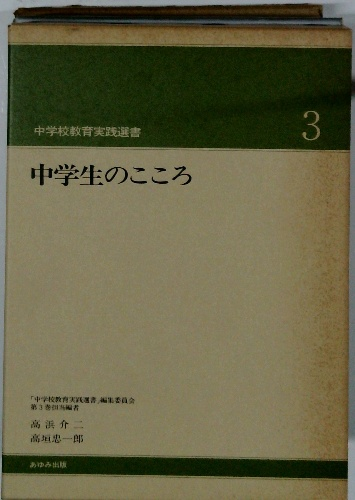 中学校教育実践選書
3
中学生のこころ
「中学校教育実践選書」編集委員会
第3巻担当編者
高浜介二
高垣忠一郎
あゆみ出版